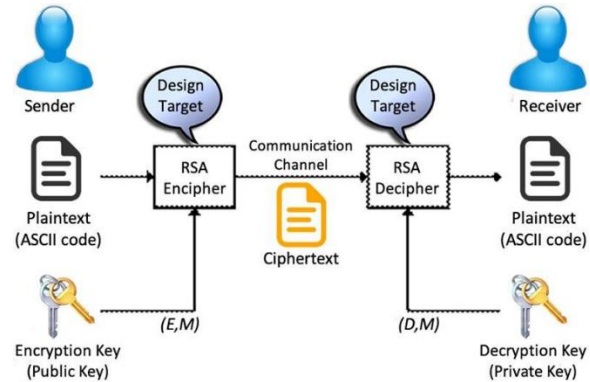 Sender
Design
Target
Design
Target
Receiver
Plaintext
(ASCII code)
RSA
Encipher
Communication
Channel
Ciphertext
RSA
Decipher
Plaintext
(ASCII code)
Encryption Key
(Public Key)
(E,M)
(D,M)
Decryption Key
(Private Key)